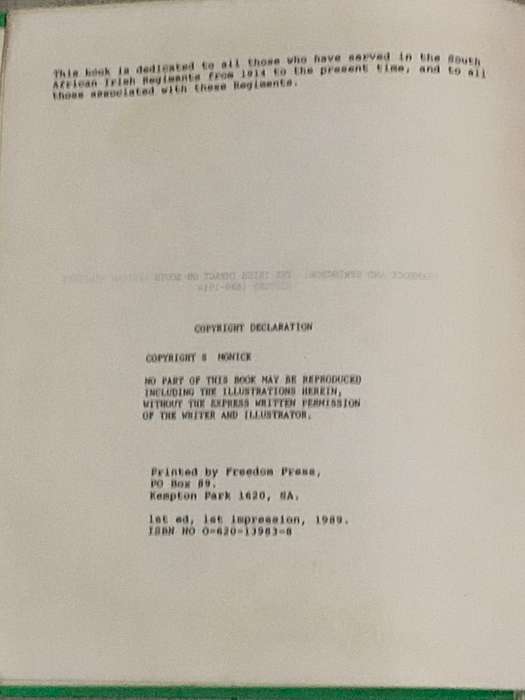 This book is dedicated to all those who have served in the South
African Irish Regiments from 1914 to the present time, and to all
those associated with these Regiments.
COPYRIGHT DECLARATION
COPYRIGHT S MONICK
NO PART OF THIS BOOK MAY BE REPRODUCED
INCLUDING THE ILLUSTRATIONS HEREIN,
WITHOUT THE EXPRESS WRITTEN PERMISSION
OF THE WRITER AND ILLUSTRATOR.
Printed by Freedom Press,
PO Box 89.
Kempton Park 1620, SA.
1st ed, 1st impression, 1989.
ISBN NO 0-620-13983-8